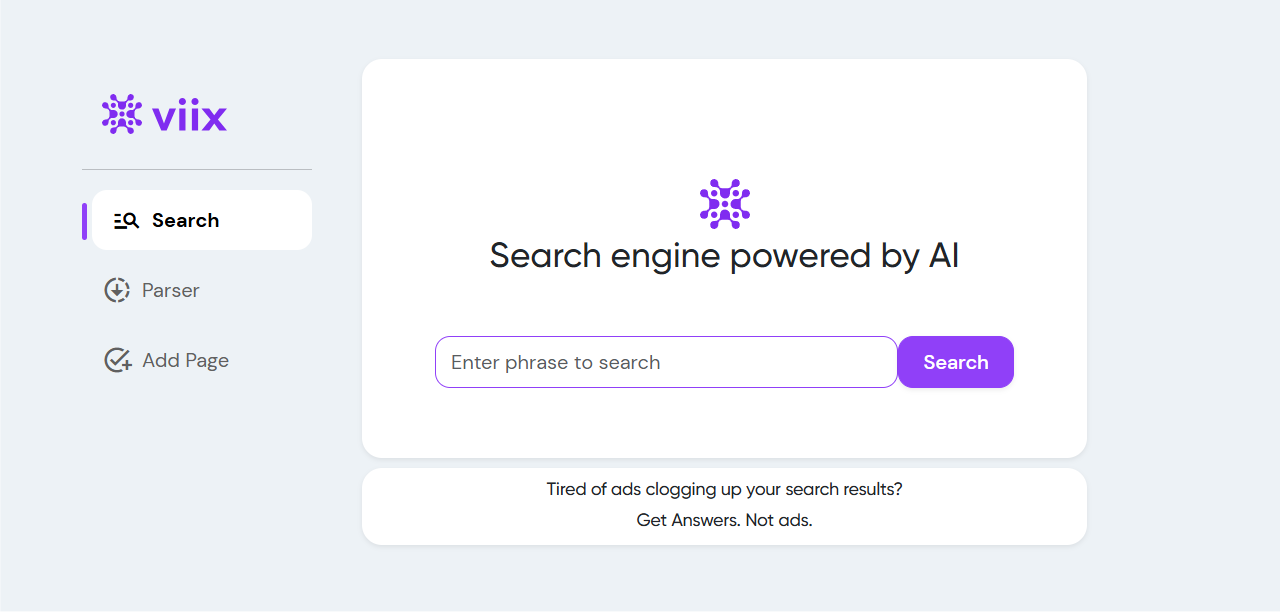 viix
Search
Parser
Add Page
Search engine powered by AI
Enter phrase to search
Search
Tired of ads clogging up your search results?
Get Answers. Not ads.